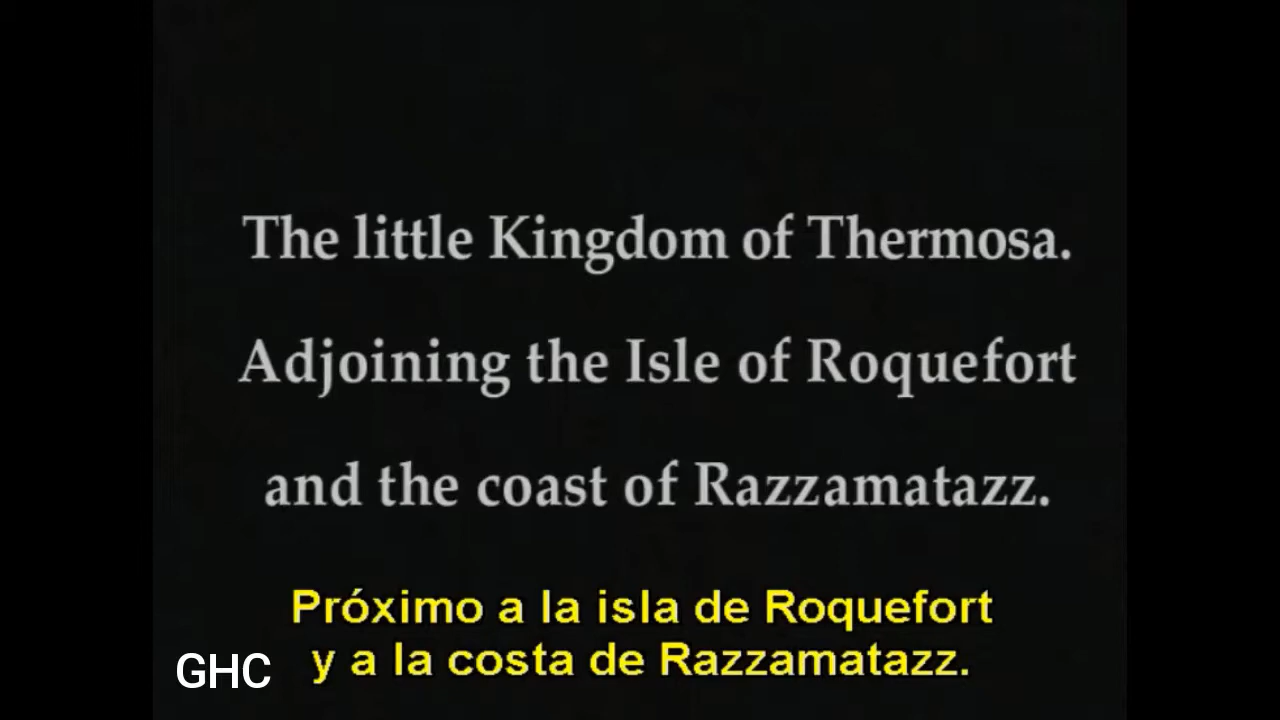 The little Kingdom of Thermosa.
Adjoining the Isle of Roquefort
and the coast of Razzamatazz.
Próximo a la isla de Roquefort
y a la costa de Razzamatazz.
GHC